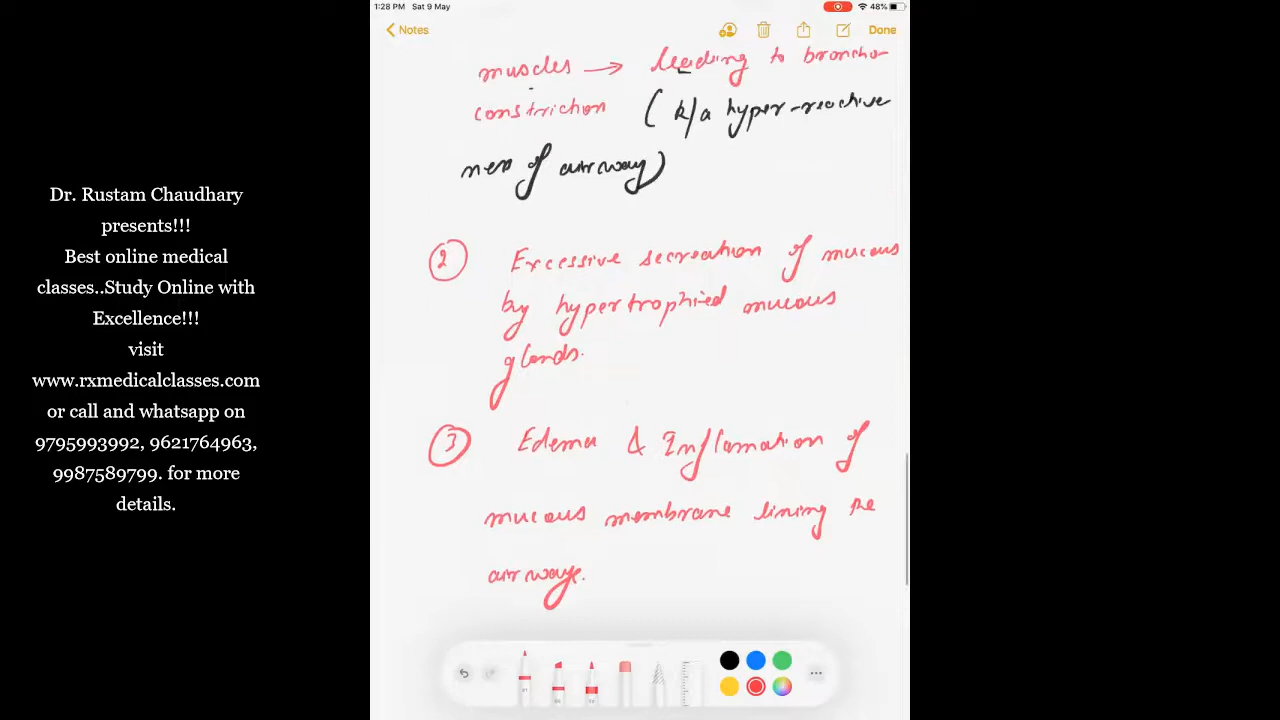 1:28 PM Sat 9 May
48%
Notes
Done
muscles → leading to broncho
constriction (k/a hyper-reactive
ness of airway)
2 Excessive secreation of mucous
by hypertrophied mucous
glands.
3 Edema & Inflamation of
mucous membrane lining the
airways.
Dr. Rustam Chaudhary
presents!!!
Best online medical
classes..Study Online with
Excellence!!!
visit
www.rxmedicalclasses.com
or call and whatsapp on
9795993992, 9621764963,
9987589799. for more
details.